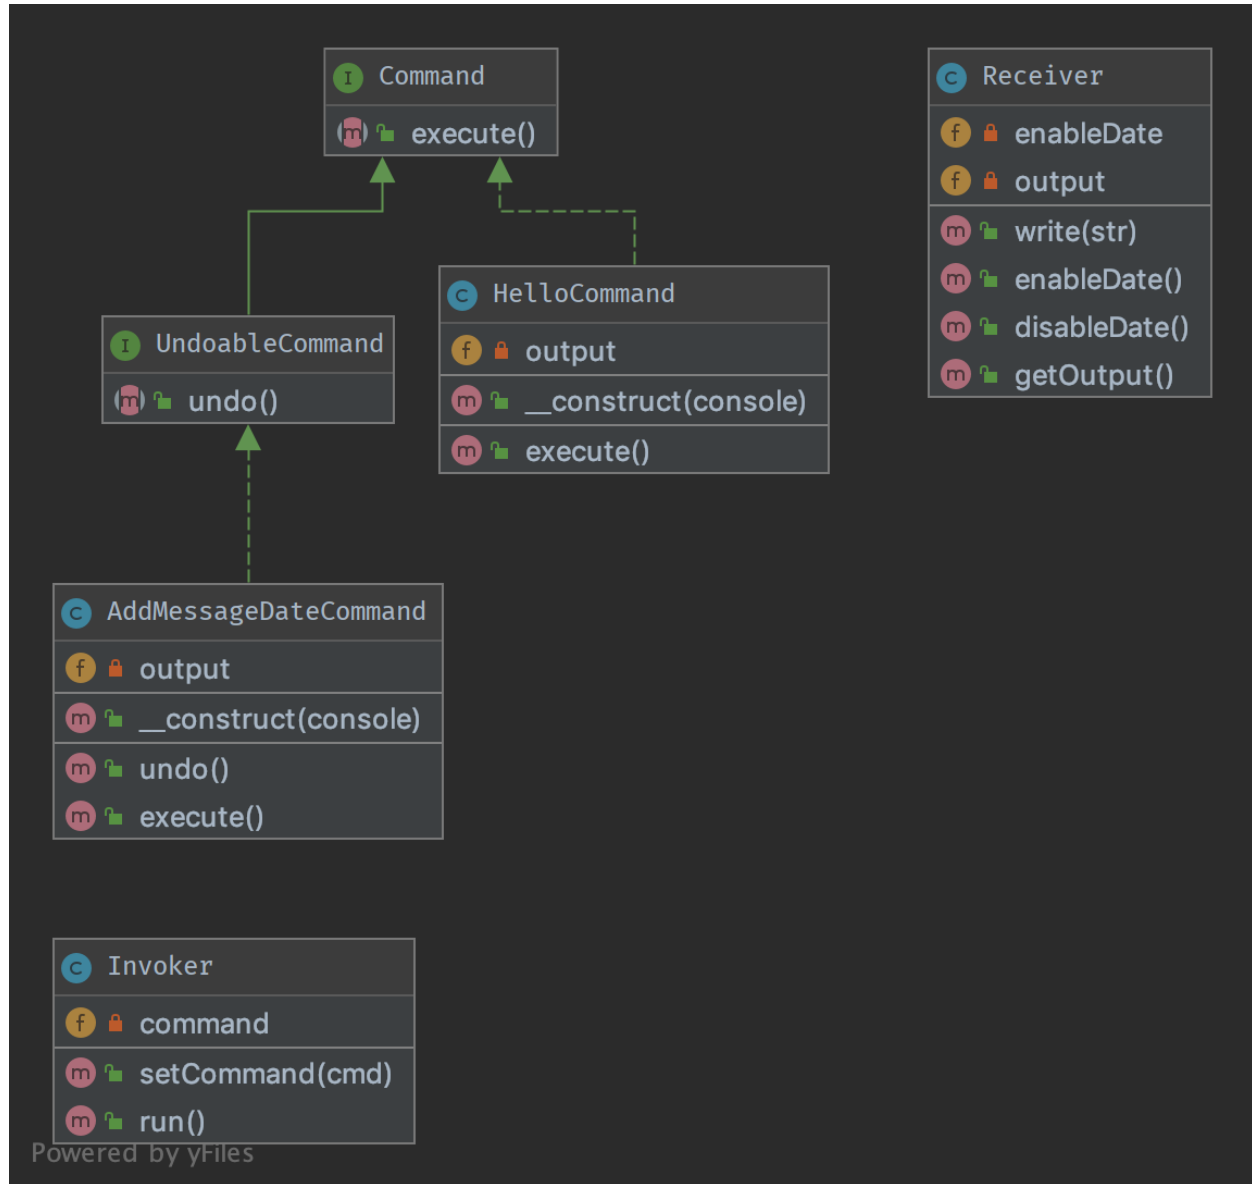 Command
execute()
Receiver
enableDate
output
write(str)
enableDate()
disableDate()
getOutput()
HelloCommand
output
__construct(console)
execute()
UndoableCommand
undo()
AddMessageDateCommand
output
__construct(console)
undo()
execute()
Invoker
command
setCommand(cmd)
run()
Powered by yFiles